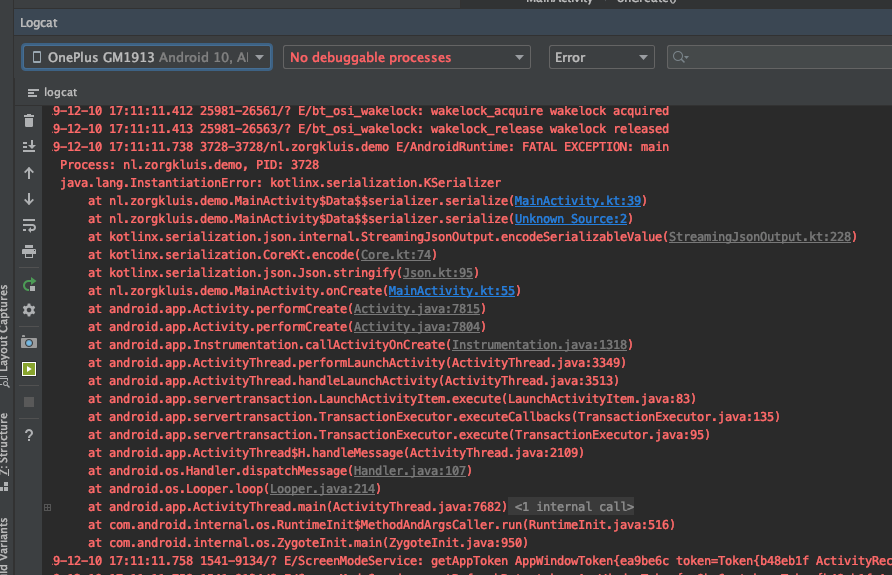 MainActivity onCreate()
Logcat
OnePlus GM1913 Android 10, AI
No debuggable processes
Error
Q-
logcat
9-12-10 17:11:11.412 25981-26561/? E/bt_osi_wakelock: wakelock_acquire wakelock acquired
9-12-10 17:11:11.413 25981-26563/? E/bt_osi_wakelock: wakelock_release wakelock released
9-12-10 17:11:11.738 3728-3728/nl.zorgkluis.demo E/AndroidRuntime: FATAL EXCEPTION: main
Process: nl.zorgkluis.demo, PID: 3728
java.lang.InstantiationError: kotlinx.serialization.KSerializer
at nl.zorgkluis.demo.MainActivity$Data$$serializer.serialize(MainActivity.kt:39)
at nl.zorgkluis.demo.MainActivity$Data$$serializer.serialize(Unknown Source:2)
at kotlinx.serialization.json.internal.StreamingJsonOutput.encodeSerializableValue(StreamingJsonOutput.kt:228)
at kotlinx.serialization.CoreKt.encode(Core.kt:74)
at kotlinx.serialization.json.Json.stringify(Json.kt:95)
at nl.zorgkluis.demo.MainActivity.onCreate(MainActivity.kt:55)
at android.app.Activity.performCreate(Activity.java:7815)
at android.app.Activity.performCreate(Activity.java:7804)
at android.app.Instrumentation.callActivityOnCreate(Instrumentation.java:1318)
at android.app.ActivityThread.performLaunchActivity(ActivityThread.java:3349)
at android.app.ActivityThread.handleLaunchActivity(ActivityThread.java:3513)
at android.app.servertransaction.LaunchActivityItem.execute(LaunchActivityItem.java:83)
at android.app.servertransaction.TransactionExecutor.executeCallbacks(TransactionExecutor.java:135)
at android.app.servertransaction.TransactionExecutor.execute(TransactionExecutor.java:95)
at android.app.ActivityThread$H.handleMessage(ActivityThread.java:2109)
at android.os.Handler.dispatchMessage(Handler.java:107)
at android.os.Looper.loop(Looper.java:214)
at android.app.ActivityThread.main(ActivityThread.java:7682) <1 internal call>
at com.android.internal.os.RuntimeInit$MethodAndArgsCaller.run(RuntimeInit.java:516)
at com.android.internal.os.ZygoteInit.main(ZygoteInit.java:950)
9-12-10 17:11:11.758 1541-9134/? E/ScreenModeService: getAppToken AppWindowToken{ea9be6c token=Token{b48eb1f ActivityRec
Layout Captures
Z: Structure
ld Variants